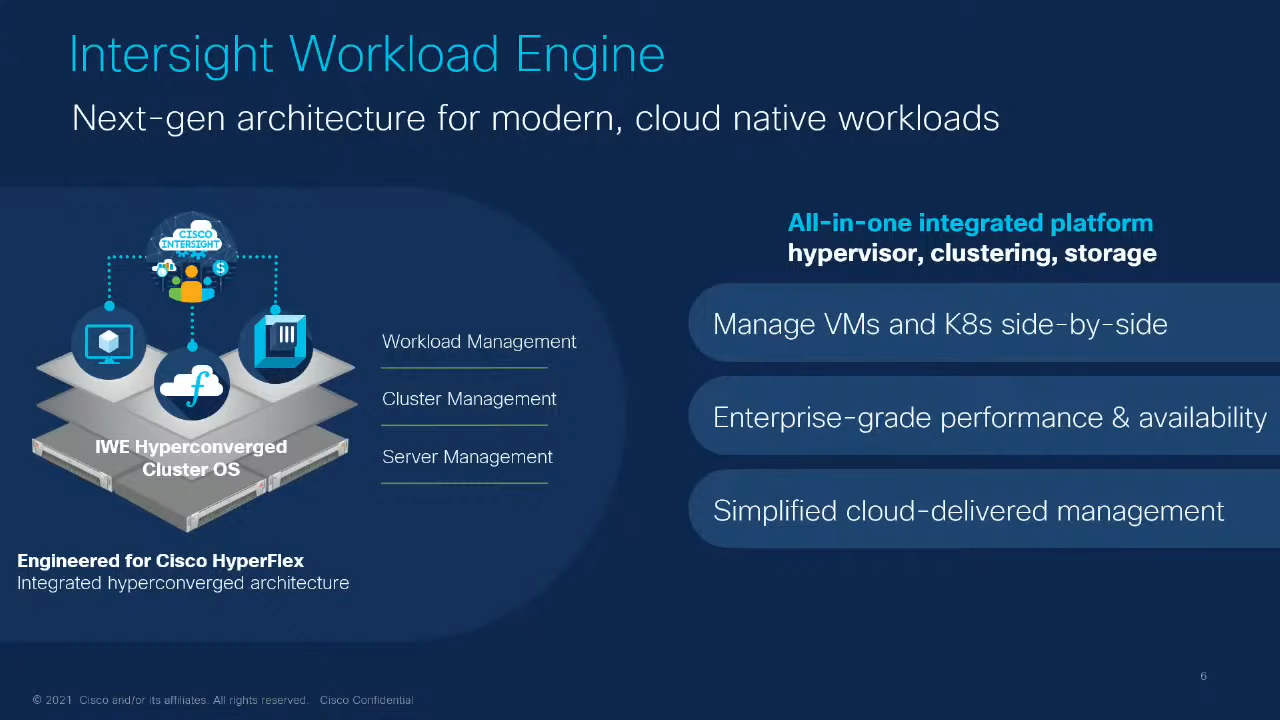 Intersight Workload Engine
Next-gen architecture for modern, cloud native workloads
CISCO
INTERSIGHT
$
f
IWE Hyperconverged
Cluster OS
Engineered for Cisco HyperFlex
Integrated hyperconverged architecture
Workload Management
Cluster Management
Server Management
All-in-one integrated platform
hypervisor, clustering, storage
Manage VMs and K8s side-by-side
Enterprise-grade performance & availability
Simplified cloud-delivered management
6
© 2021 Cisco and/or its affiliates. All rights reserved. Cisco Confidential